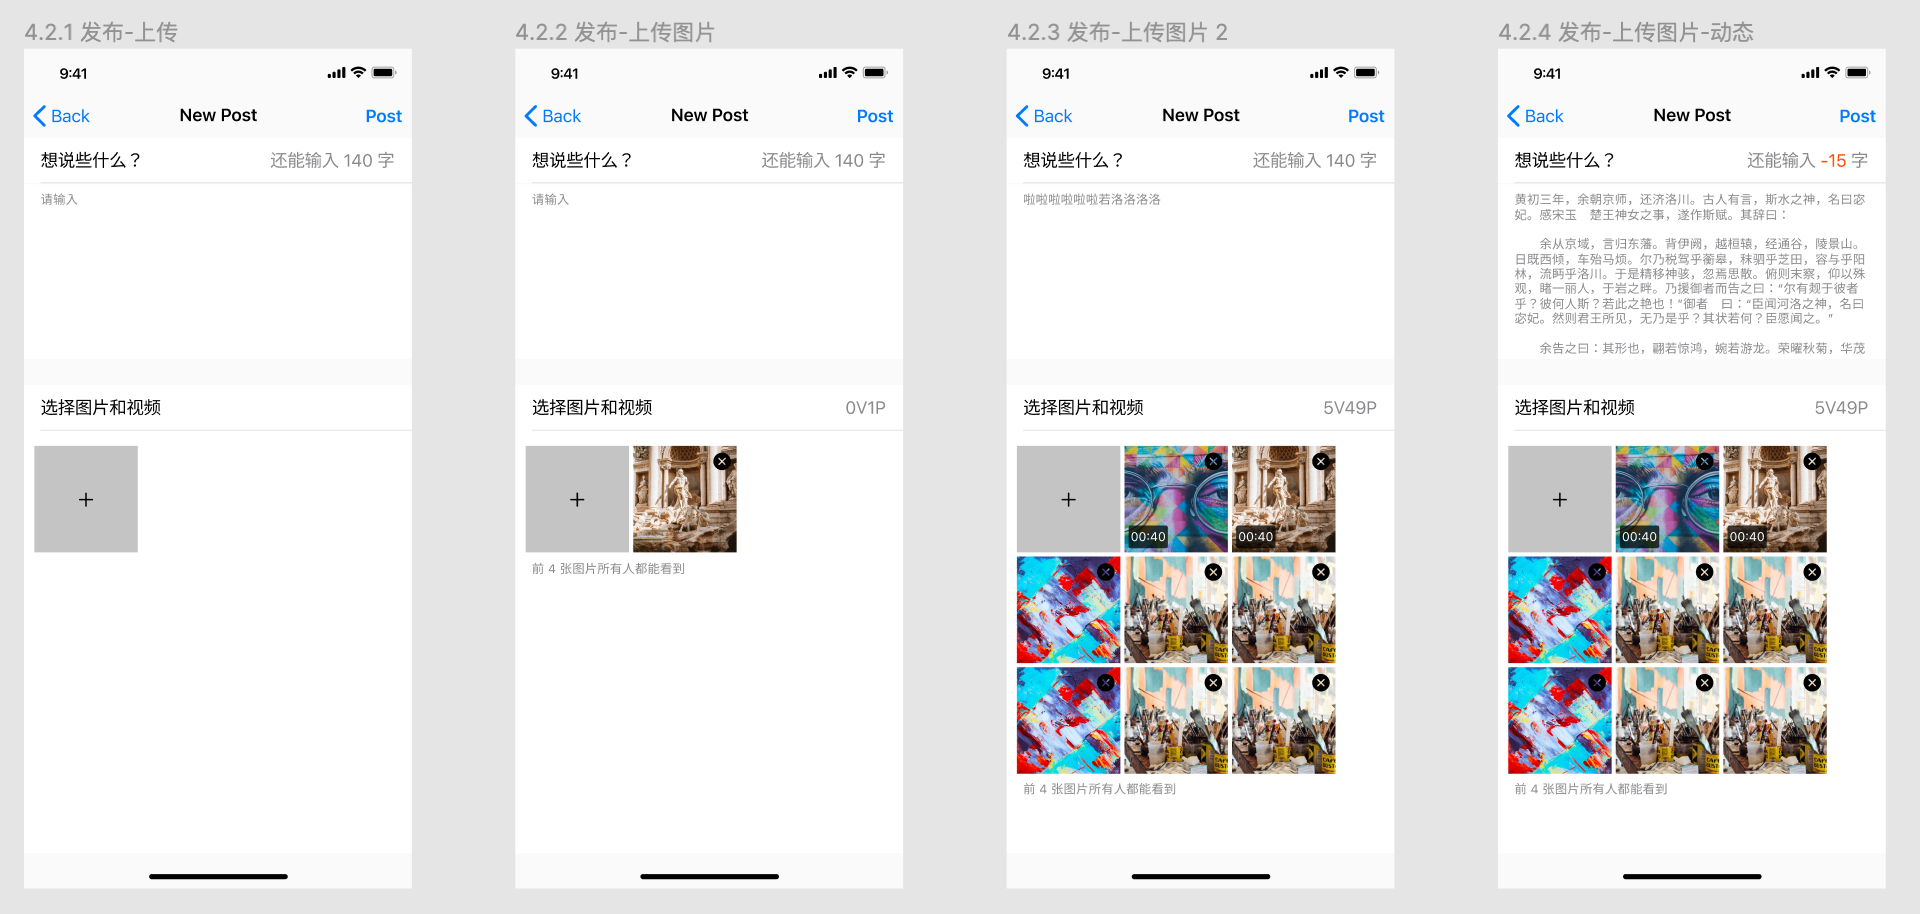 4.2.1 发布-上传
9:41
Back
New Post
Post
想说些什么？
还能输入 140 字
请输入
选择图片和视频
+
4.2.2 发布-上传图片
9:41
Back
New Post
Post
想说些什么？
还能输入 140 字
请输入
选择图片和视频
0V1P
+
前 4 张图片所有人都能看到
4.2.3 发布-上传图片 2
9:41
Back
New Post
Post
想说些什么？
还能输入 140 字
啦啦啦啦啦啦若洛洛洛洛
选择图片和视频
5V49P
+
00:40
00:40
前 4 张图片所有人都能看到
4.2.4 发布-上传图片-动态
9:41
Back
New Post
Post
想说些什么？
还能输入 -15 字
黄初三年，余朝京师，还济洛川。古人有言，斯水之神，名曰宓
妃。感宋玉　楚王神女之事，遂作斯赋。其辞曰：
余从京域，言归东藩。背伊阙，越桓辕，经通谷，陵景山。
日既西倾，车殆马烦。尔乃税驾乎蘅皋，秣驷乎芝田，容与乎阳
林，流眄乎洛川。于是精移神骇，忽焉思散。俯则末察，仰以殊
观，睹一丽人，于岩之畔。乃援御者而告之曰：“尔有觌于彼者
乎？彼何人斯？若此之艳也！”御者　曰：“臣闻河洛之神，名曰
宓妃。然则君王所见，无乃是乎？其状若何？臣愿闻之。”
余告之曰：其形也，翩若惊鸿，婉若游龙。荣曜秋菊，华茂
选择图片和视频
5V49P
+
00:40
00:40
前 4 张图片所有人都能看到